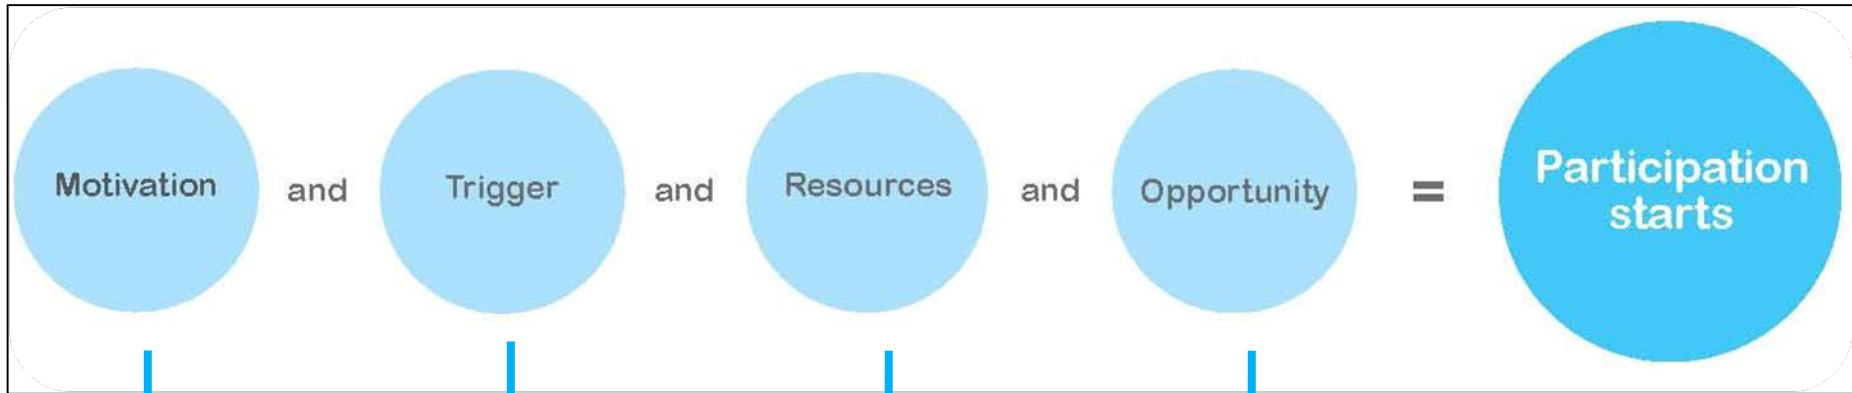 Motivation and Trigger and Resources and Opportunity = Participation
starts